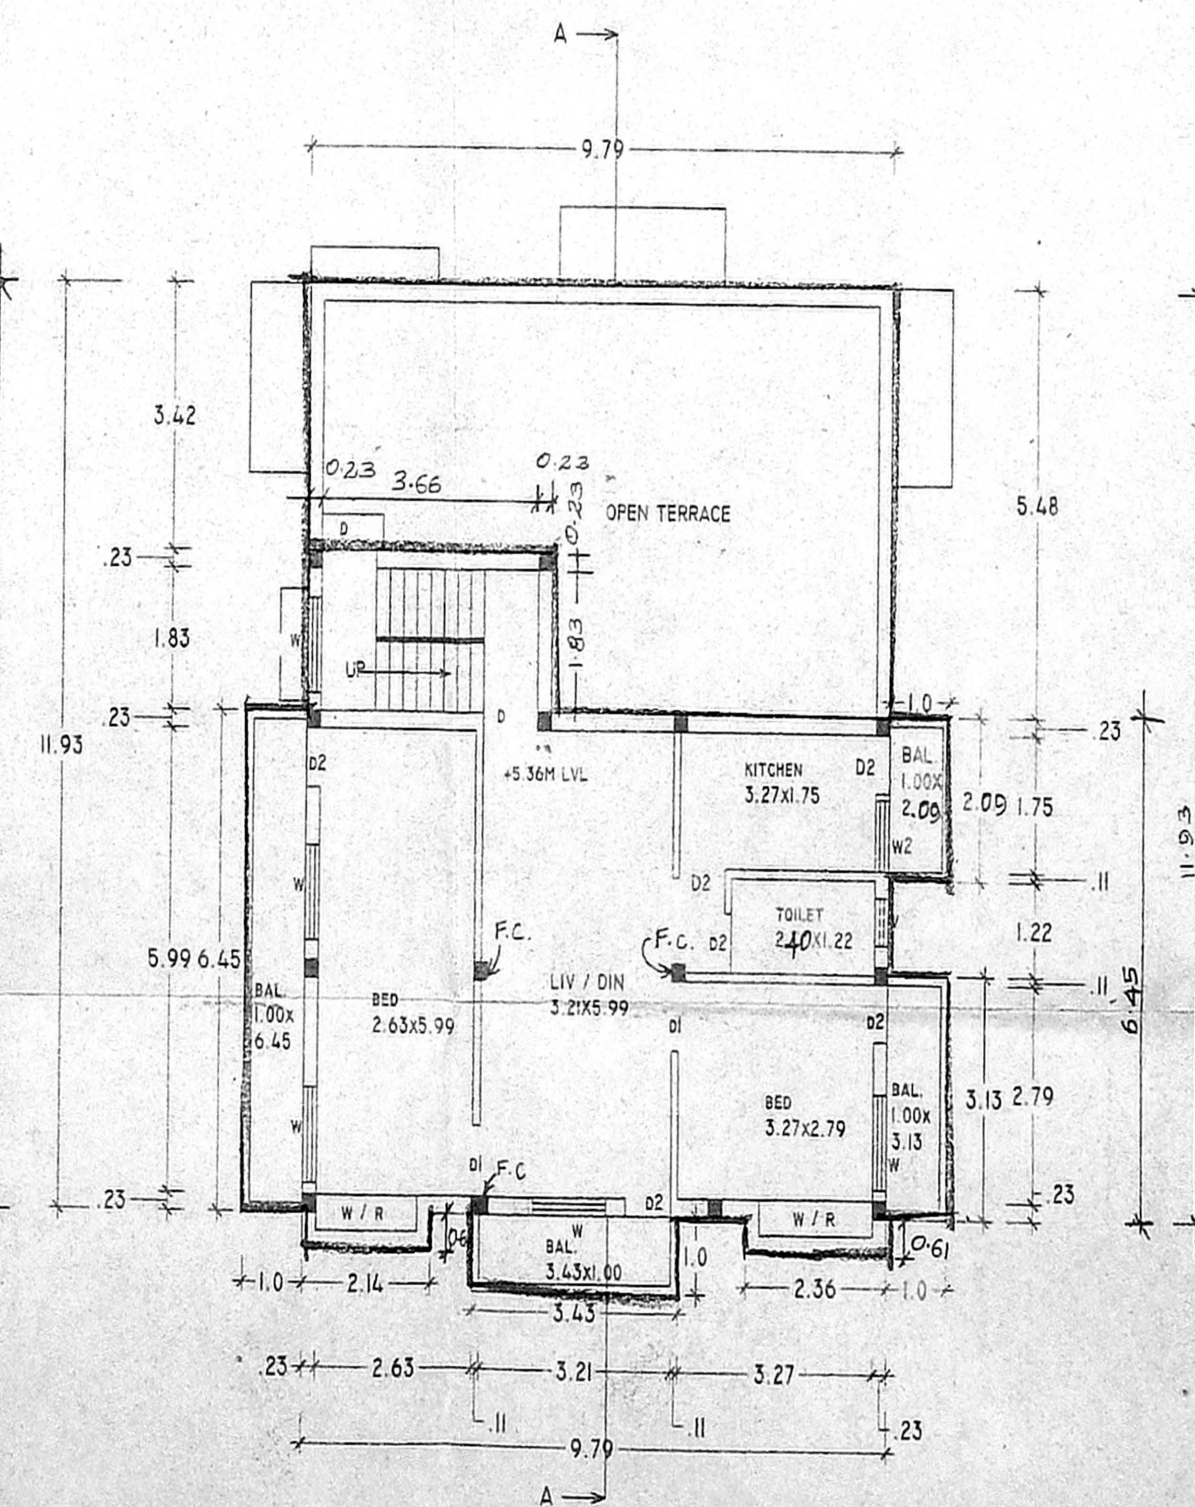 A
9.79
3.42
0.23
3.66
0.23
0.23
OPEN TERRACE
5.48
D
.23
1.83
W
UP
1.83
.23
D
1.0
.23
11.93
D2
+5.36M LVL
KITCHEN
3.27x1.75
D2
BAL.
1.00X
2.09
2.09
1.75
11.93
W2
W
D2
.11
TOILET
2.40X1.22
V
1.22
F.C.
F.C.
D2
5.99
6.45
BAL.
1.00X
6.45
BED
2.63x5.99
LIV / DIN
3.21X5.99
.11
6.45
D1
D2
BED
3.27x2.79
BAL.
1.00X
3.13
W
3.13
2.79
W
D1
F.C
.23
D2
.23
W / R
W
BAL.
3.43x1.00
W / R
1.0
0.61
1.0
2.14
2.36
1.0
3.43
.23
2.63
3.21
3.27
.11
.11
.23
9.79
A